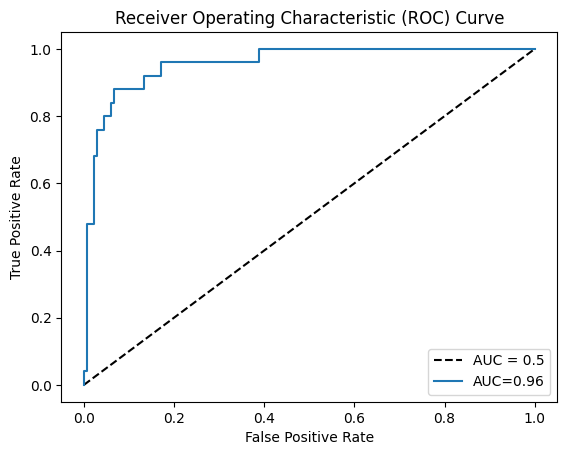 Receiver Operating Characteristic (ROC) Curve
1.0
0.8
0.6
0.4
0.2
0.0
True Positive Rate
0.0 0.2 0.4 0.6 0.8 1.0
False Positive Rate
AUC = 0.5
AUC=0.96